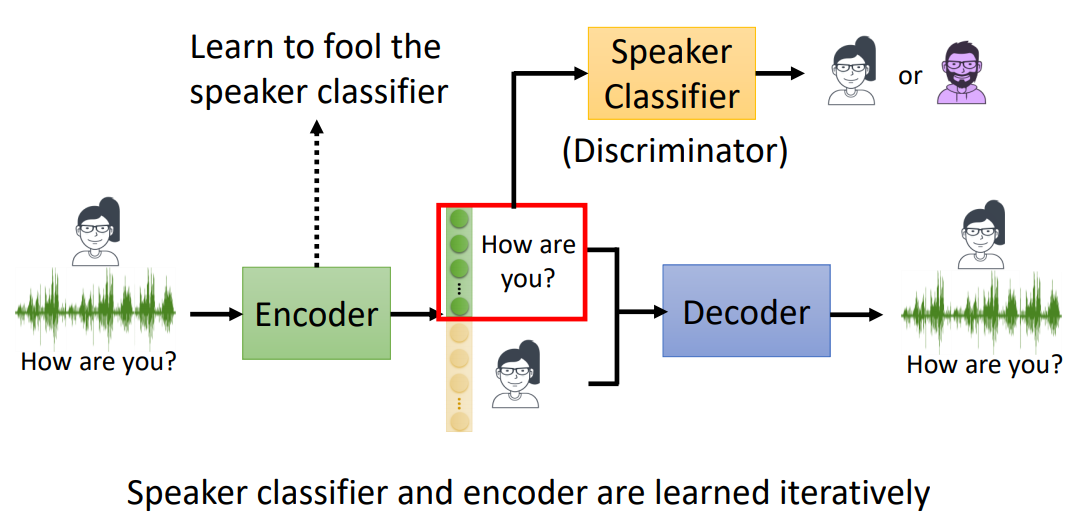 Learn to fool the
speaker classifier
Speaker
Classifier
or
(Discriminator)
How are
you?
Encoder
Decoder
How are you?
How are you?
Speaker classifier and encoder are learned iteratively